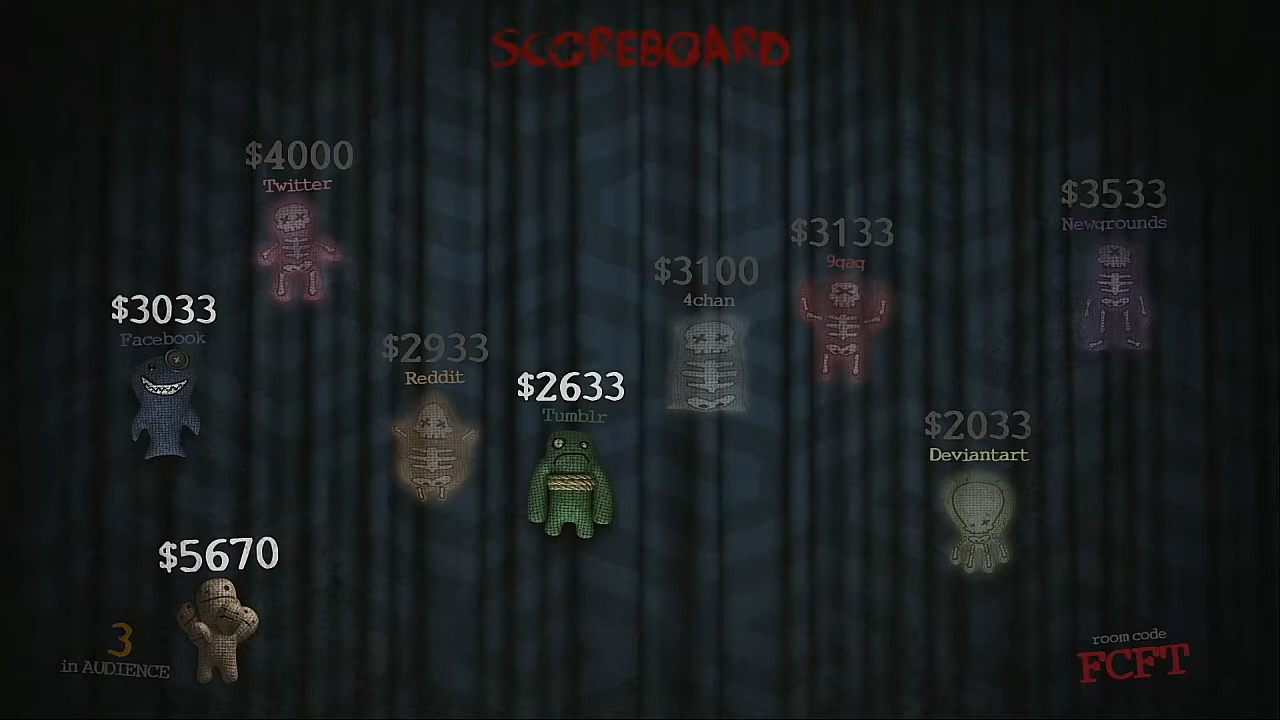 SCOREBOARD
$4000
Twitter
$3533
Newgrounds
$3133
9gag
$3100
4chan
$3033
Facebook
$2933
Reddit
$2633
Tumblr
$2033
Deviantart
$5670
3
in AUDIENCE
room code
FCFT